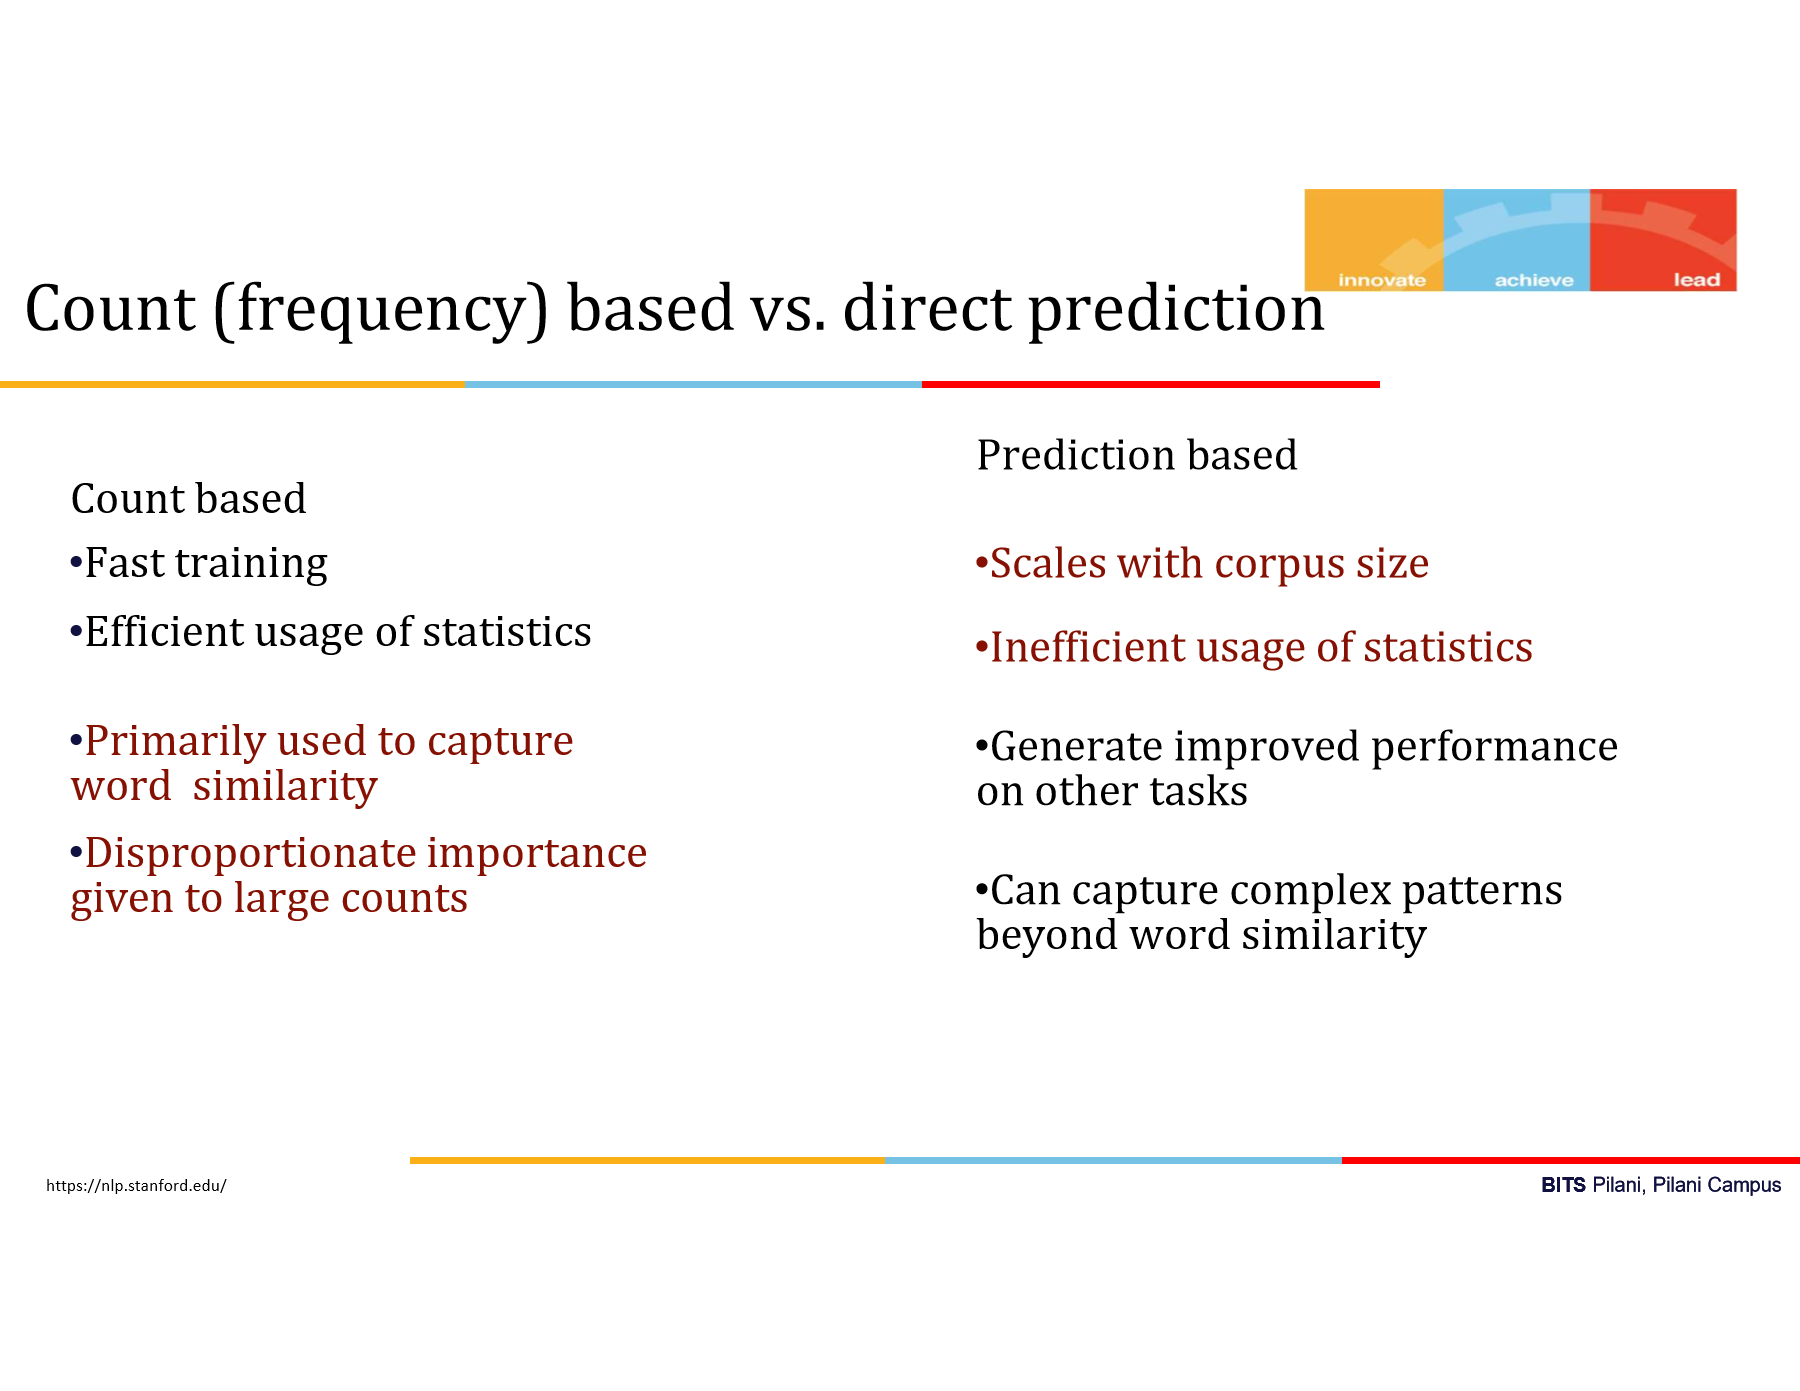 innovate achieve lead
Count (frequency) based vs. direct prediction
Count based
•Fast training
•Efficient usage of statistics
•Primarily used to capture
word  similarity
•Disproportionate importance
given to large counts
Prediction based
•Scales with corpus size
•Inefficient usage of statistics
•Generate improved performance
on other tasks
•Can capture complex patterns
beyond word similarity
https://nlp.stanford.edu/
BITS Pilani, Pilani Campus